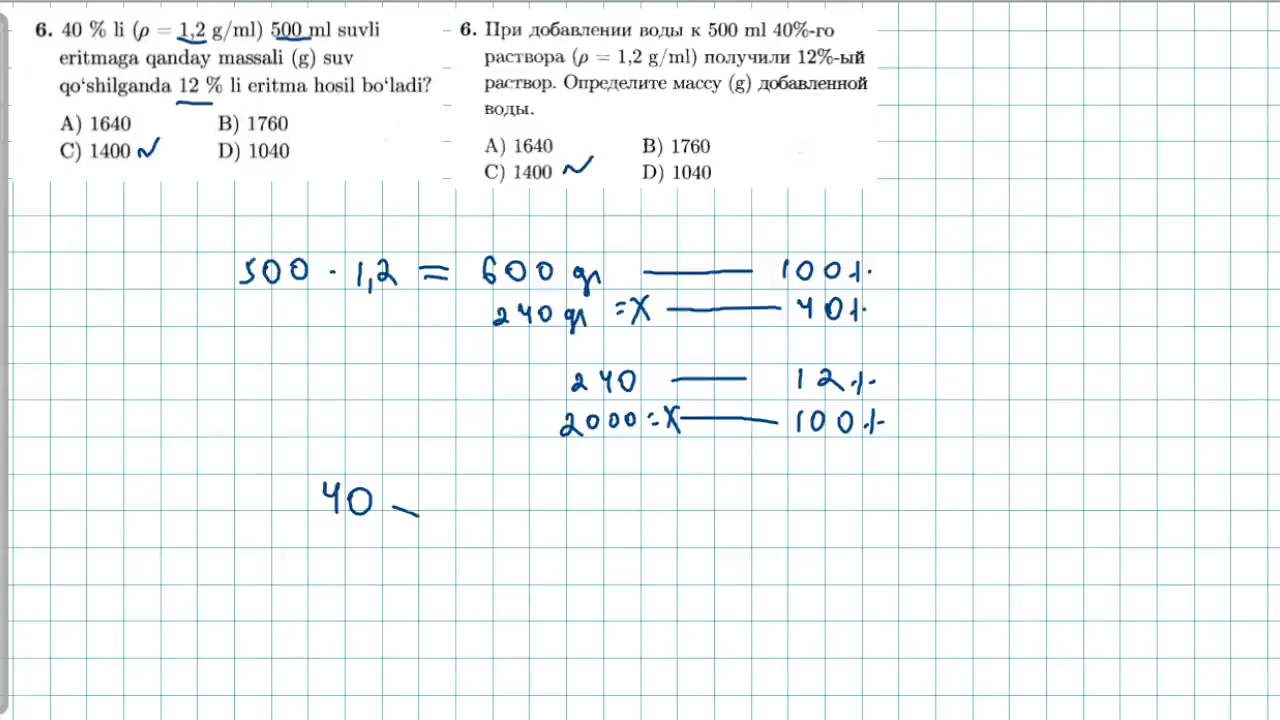 6. 40 % li (ρ = 1,2 g/ml) 500 ml suvli
eritmaga qanday massali (g) suv
qo‘shilganda 12 % li eritma hosil bo‘ladi?
A) 1640 B) 1760
C) 1400 D) 1040
6. При добавлении воды к 500 ml 40%-го
раствора (ρ = 1,2 g/ml) получили 12%-ый
раствор. Определите массу (g) добавленной
воды.
A) 1640 B) 1760
C) 1400 D) 1040
500 · 1,2 = 600 gr — 100%
240 gr = X — 40%
240 — 12%
2000 = X — 100%
40